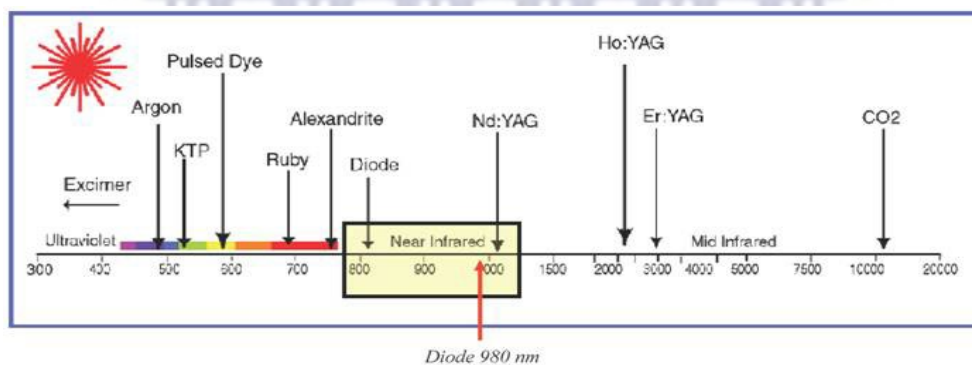 Ho:YAG
Pulsed Dye
Argon
Alexandrite
Nd:YAG
Er:YAG
CO2
KTP
Ruby
Diode
Excimer
Ultraviolet
Near Infrared
Mid Infrared
300 400 500 600 700 800 900 1000 1500 2000 3000 4000 5000 7500 10000 20000
Diode 980 nm